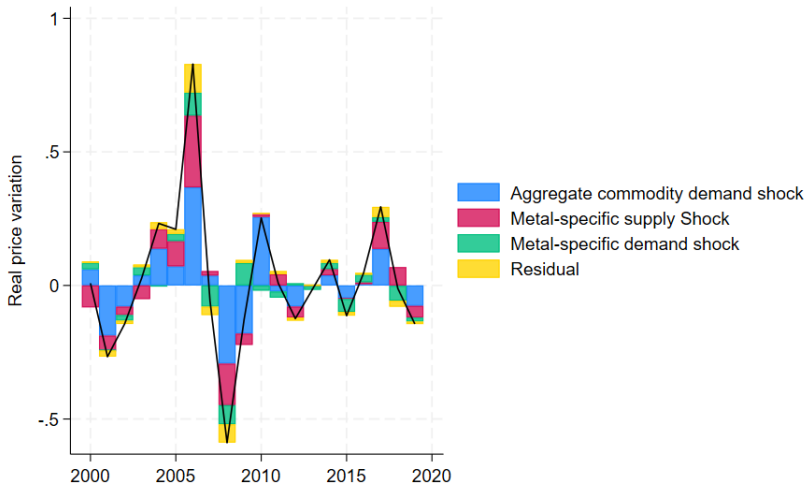 1
.5
0
-.5
Real price variation
2000 2005 2010 2015 2020
Aggregate commodity demand shock
Metal-specific supply Shock
Metal-specific demand shock
Residual